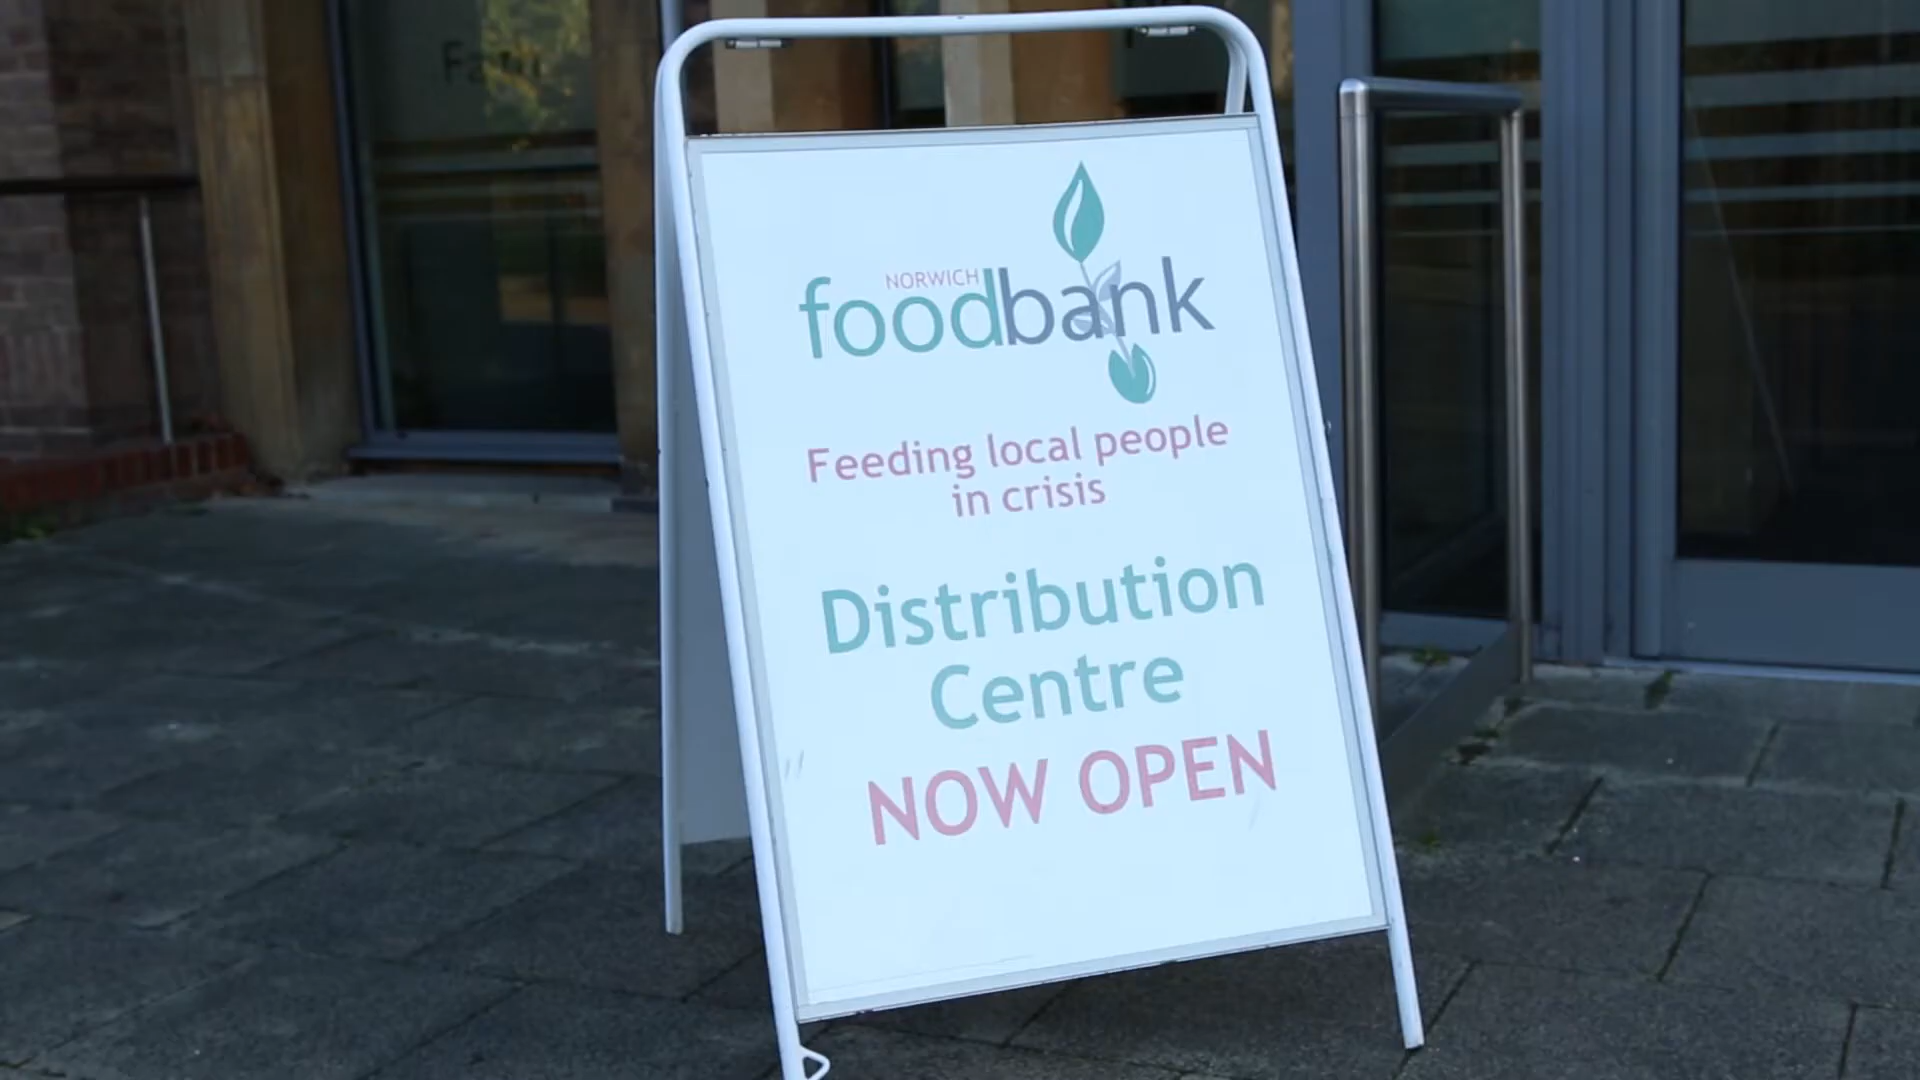 NORWICH
foodbank
Feeding local people
in crisis
Distribution
Centre
NOW OPEN